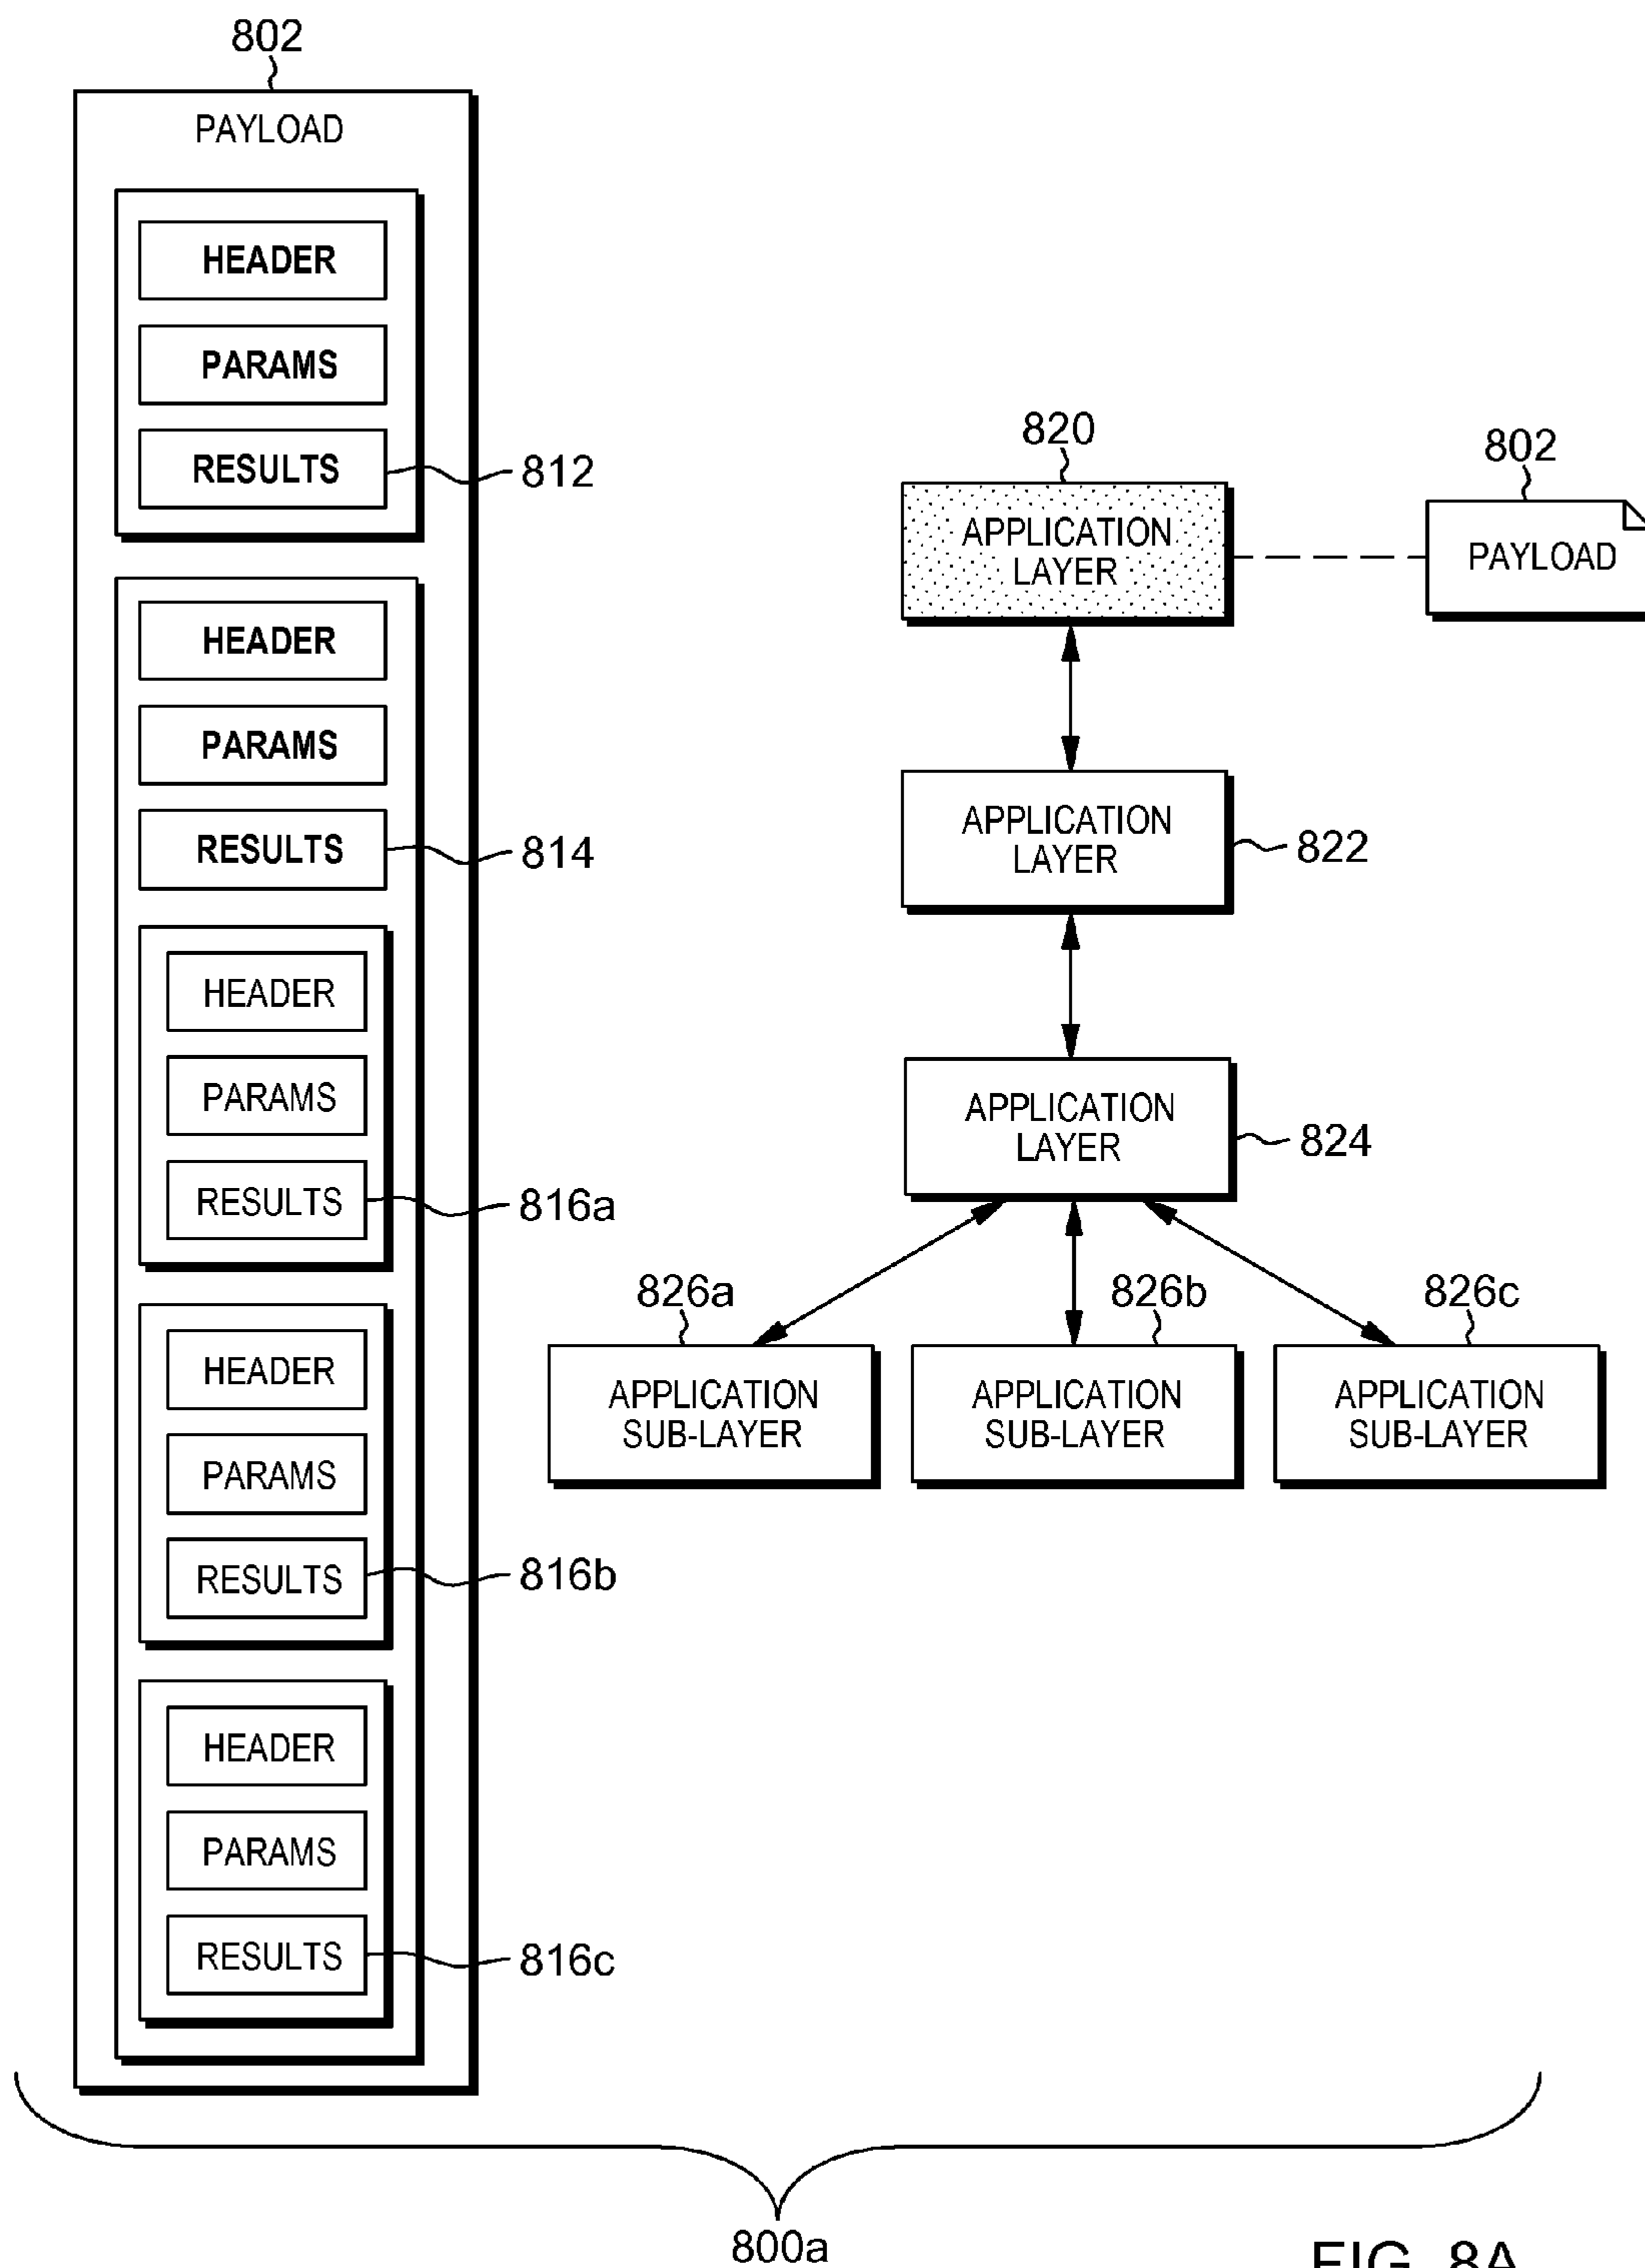 802
PAYLOAD
HEADER
PARAMS
RESULTS
812
HEADER
PARAMS
RESULTS
814
HEADER
PARAMS
RESULTS
816a
HEADER
PARAMS
RESULTS
816b
HEADER
PARAMS
RESULTS
816c
820
APPLICATION
LAYER
802
PAYLOAD
APPLICATION
LAYER
822
APPLICATION
LAYER
824
826a
APPLICATION
SUB-LAYER
826b
APPLICATION
SUB-LAYER
826c
APPLICATION
SUB-LAYER
800a
FIG. 8A